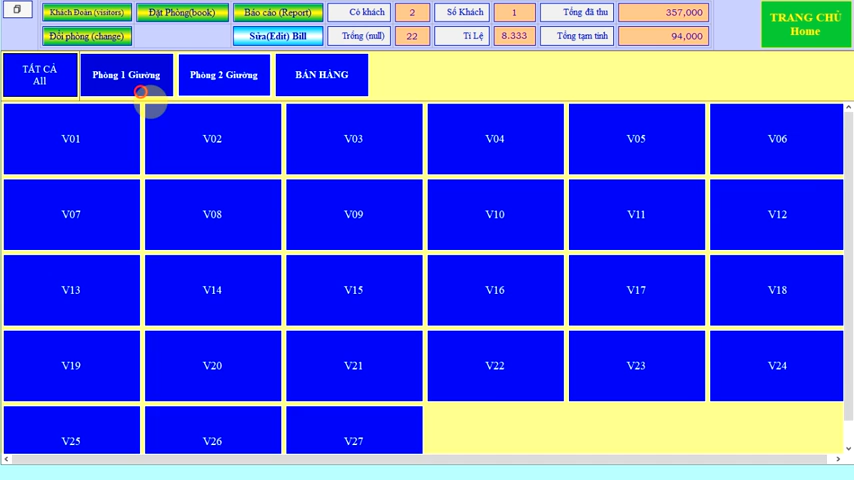 Khách Đoàn (visitors)
Đặt Phòng(book)
Báo cáo (Report)
Có khách
2
Số Khách
1
Tổng đã thu
357,000
TRANG CHỦ
Home
Đổi phòng (change)
Sửa(Edit) Bill
Trống (null)
22
Tỉ Lệ
8.333
Tổng tạm tính
94,000
TẤT CẢ
All
Phòng 1 Giường
Phòng 2 Giường
BÁN HÀNG
V01
V02
V03
V04
V05
V06
V07
V08
V09
V10
V11
V12
V13
V14
V15
V16
V17
V18
V19
V20
V21
V22
V23
V24
V25
V26
V27